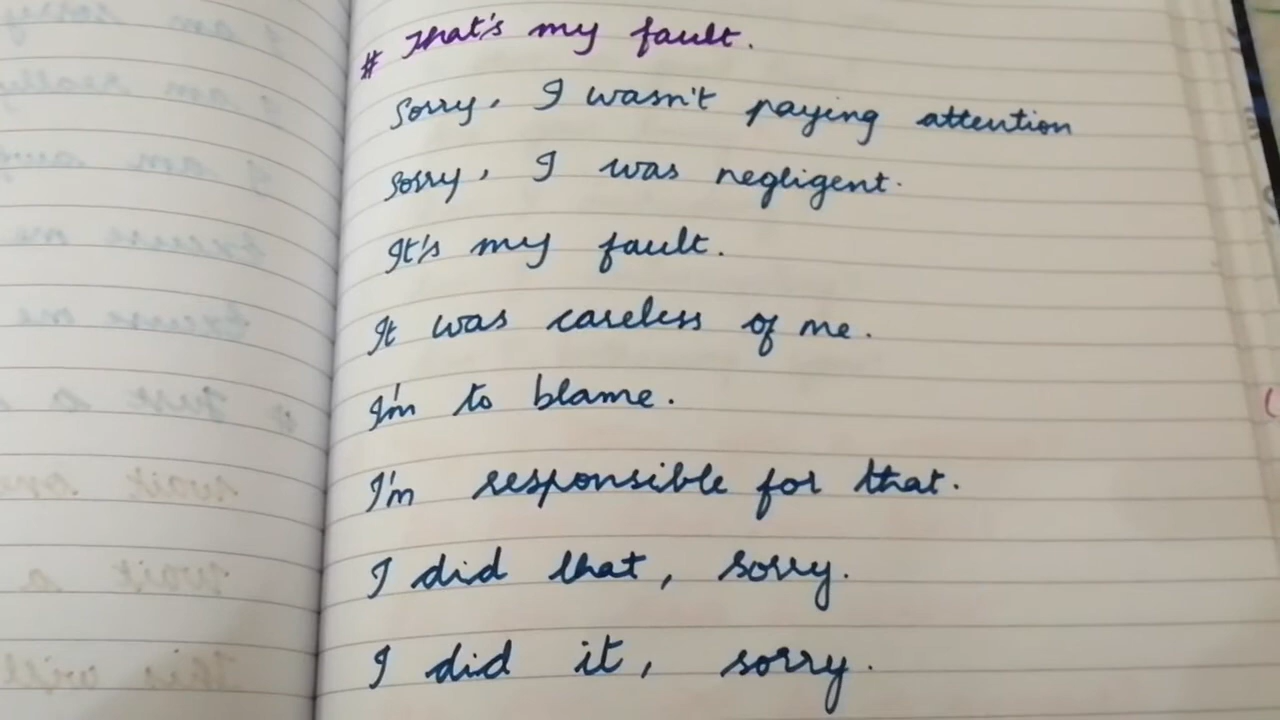 # That's my fault.
Sorry, I wasn't paying attention
Sorry, I was negligent.
It's my fault.
It was careless of me.
I'm to blame.
I'm responsible for that.
I did that, sorry.
I did it, sorry.